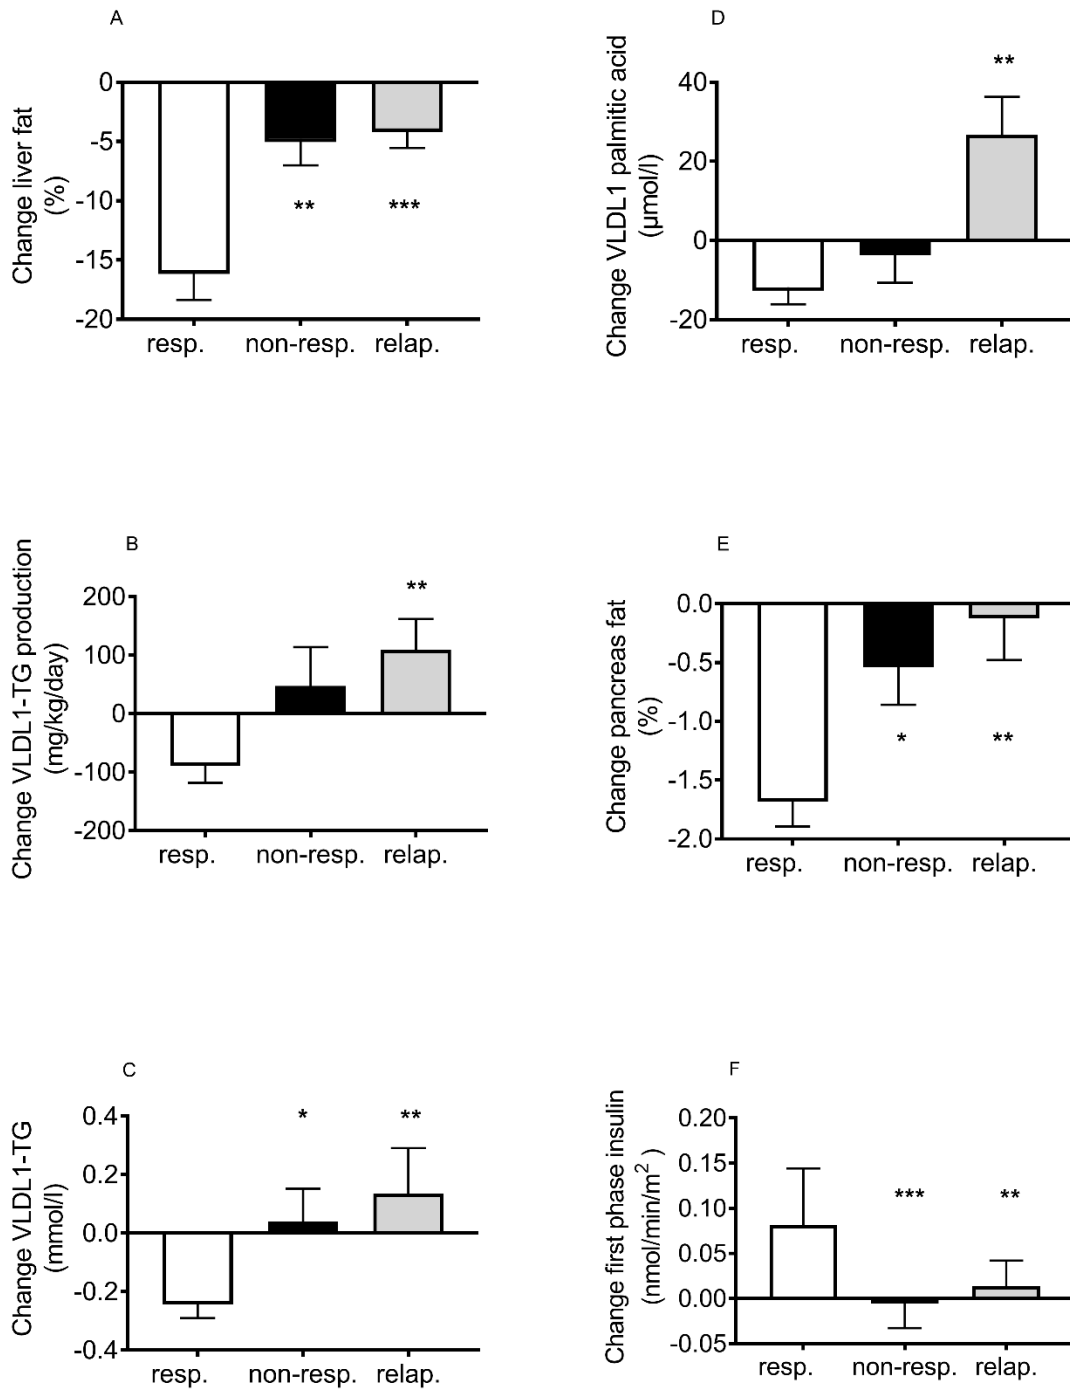 A
Change liver fat
(%)
0
-5
-10
-15
-20
**
***
resp.
non-resp.
relap.
D
Change VLDL1 palmitic acid
(µmol/l)
40
20
0
-20
**
resp.
non-resp.
relap.
B
Change VLDL1-TG production
(mg/kg/day)
200
100
0
-100
-200
**
resp.
non-resp.
relap.
E
Change pancreas fat
(%)
0.0
-0.5
-1.0
-1.5
-2.0
*
**
resp.
non-resp.
relap.
C
Change VLDL1-TG
(mmol/l)
0.4
0.2
0.0
-0.2
-0.4
*
**
resp.
non-resp.
relap.
F
Change first phase insulin
(nmol/min/m² )
0.20
0.15
0.10
0.05
0.00
-0.05
***
**
resp.
non-resp.
relap.